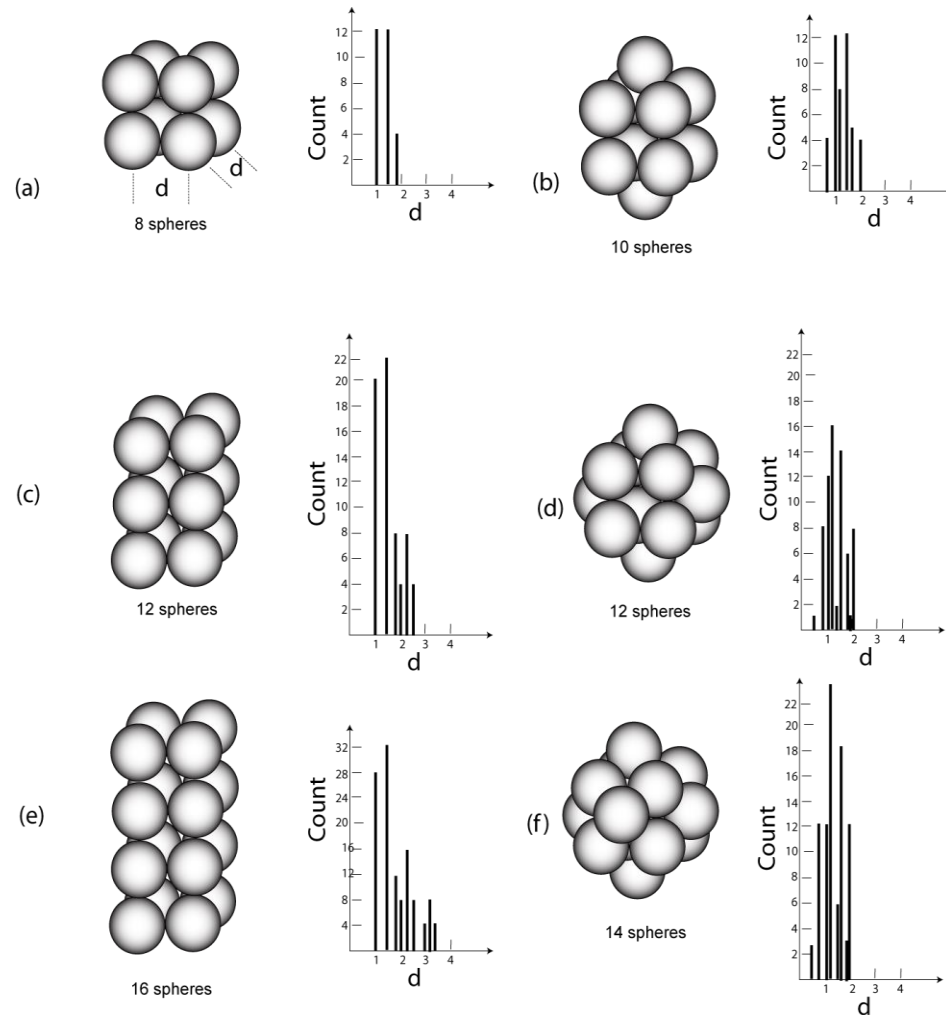 (a)
d
d
8 spheres
Count
12
10
8
6
4
2
1 2 3 4
d
(b)
10 spheres
Count
12
10
8
6
4
2
1 2 3 4
d
(c)
12 spheres
Count
22
20
18
16
14
12
10
8
6
4
2
1 2 3 4
d
(d)
12 spheres
Count
22
20
18
16
14
12
10
8
6
4
2
1 2 3 4
d
(e)
16 spheres
Count
32
28
24
20
16
12
8
4
1 2 3 4
d
(f)
14 spheres
Count
22
20
18
16
14
12
10
8
6
4
2
1 2 3 4
d